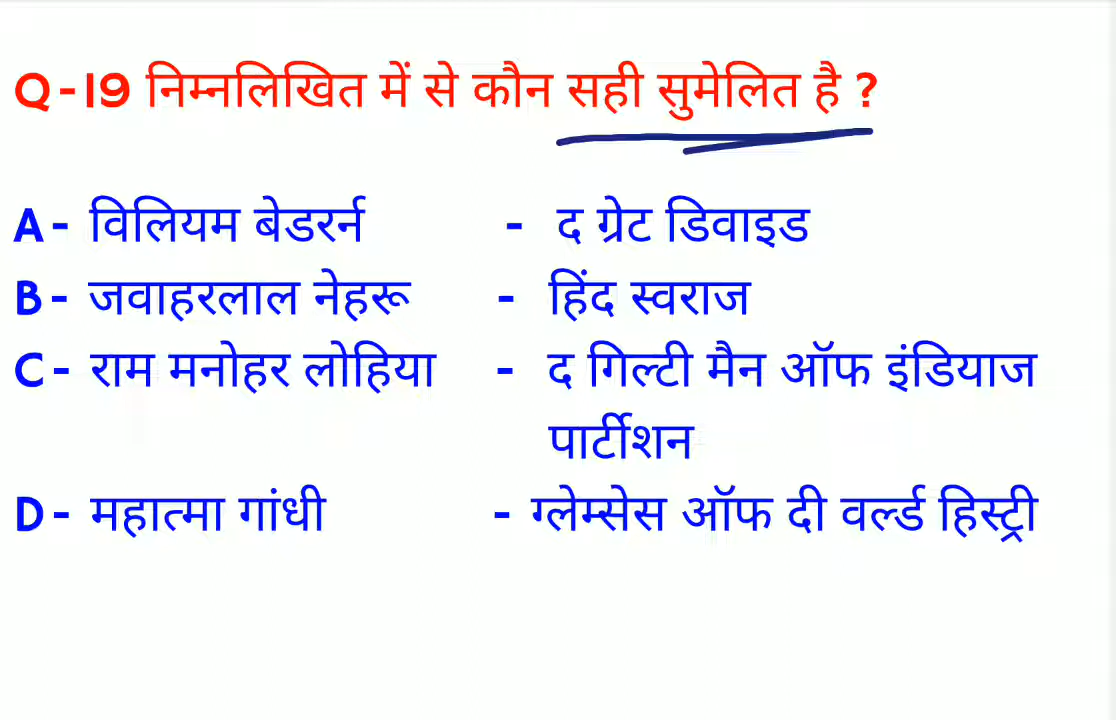 Q-19 निम्नलिखित में से कौन सही सुमेलित है ?
A- विलियम बेडरर्न - द ग्रेट डिवाइड
B- जवाहरलाल नेहरू - हिंद स्वराज
C- राम मनोहर लोहिया - द गिल्टी मैन ऑफ इंडियाज
पार्टीशन
D- महात्मा गांधी - ग्लेम्सेस ऑफ दी वर्ल्ड हिस्ट्री